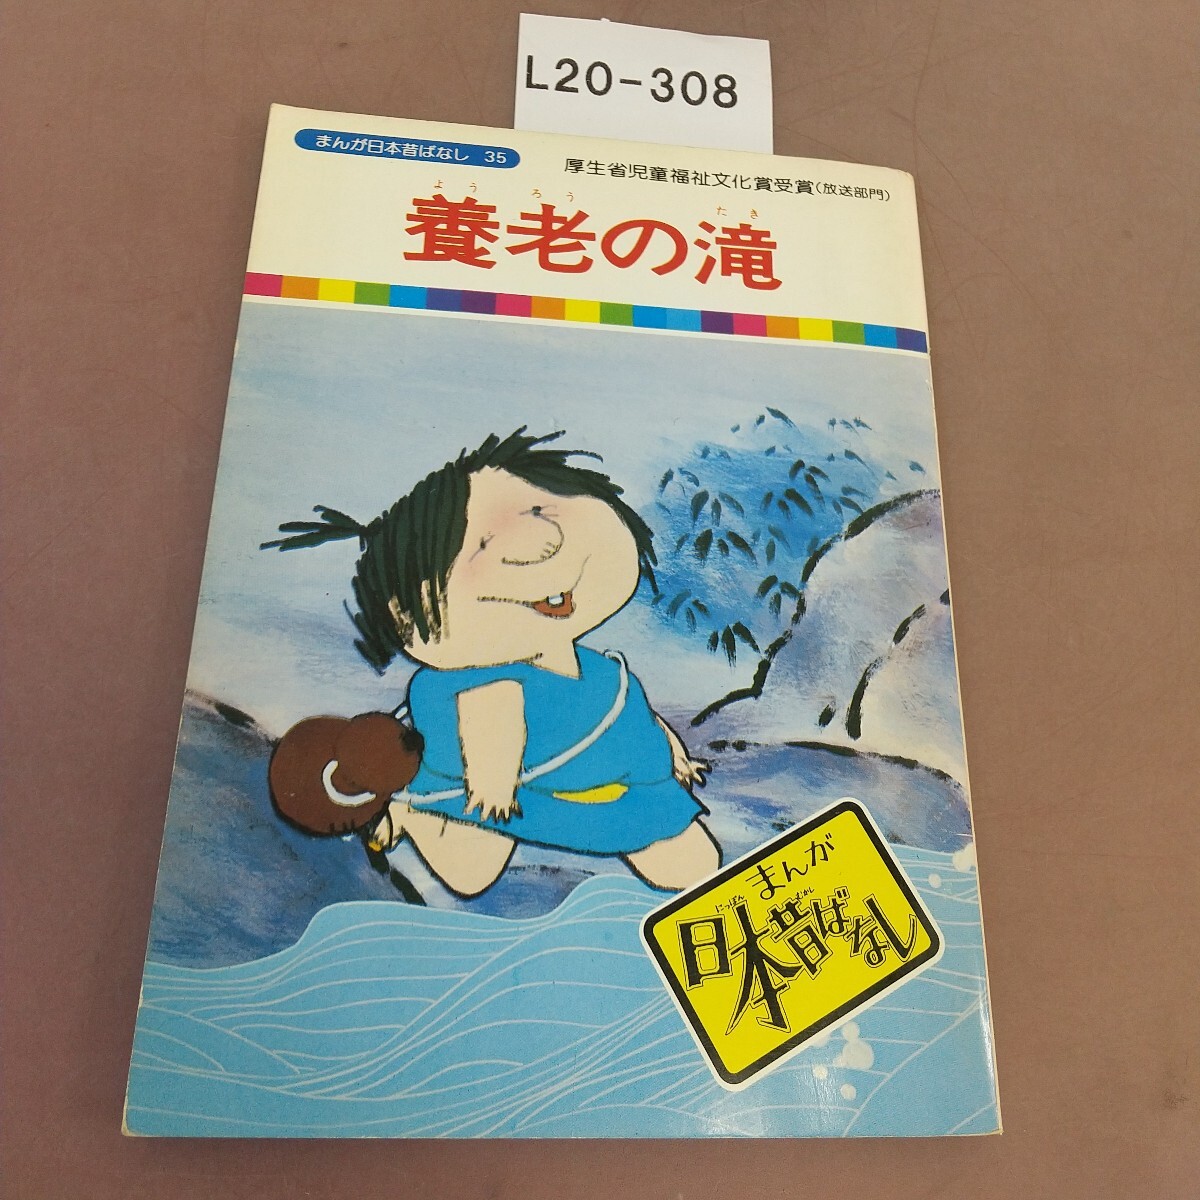 L20-308
まんが日本昔ばなし 35
厚生省児童福祉文化賞受賞(放送部門)
ようろう たき
養老の滝
まんが
にっぽん むかし
日本昔ばなし